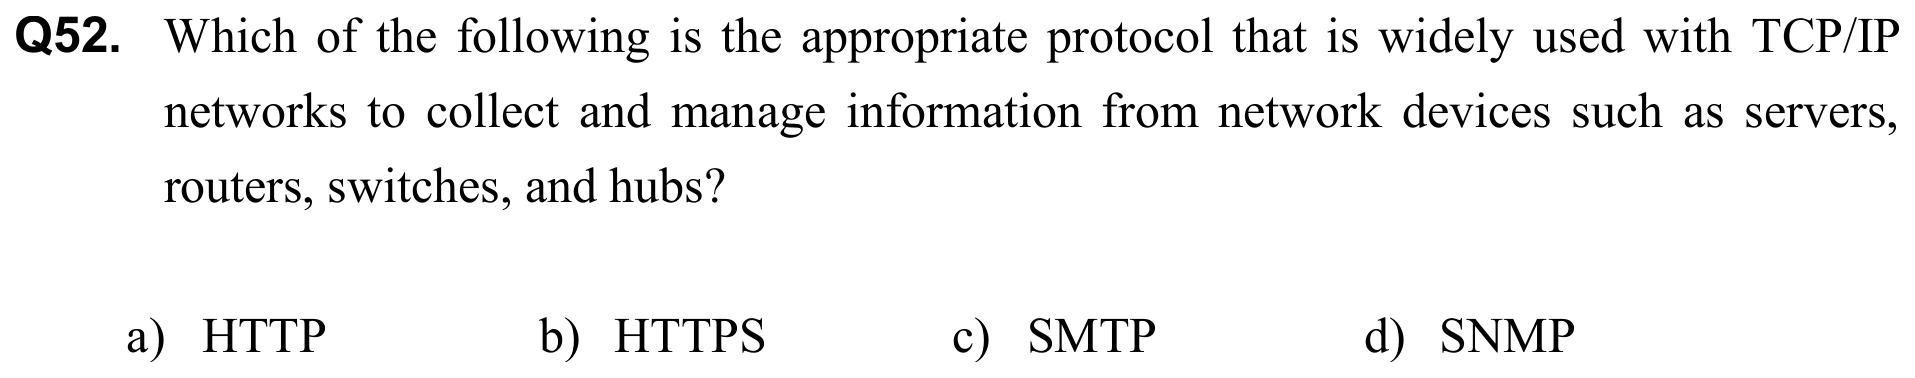 Q52. Which of the following is the appropriate protocol that is widely used with TCP/IP
networks to collect and manage information from network devices such as servers,
routers, switches, and hubs?
a) HTTP b) HTTPS c) SMTP d) SNMP